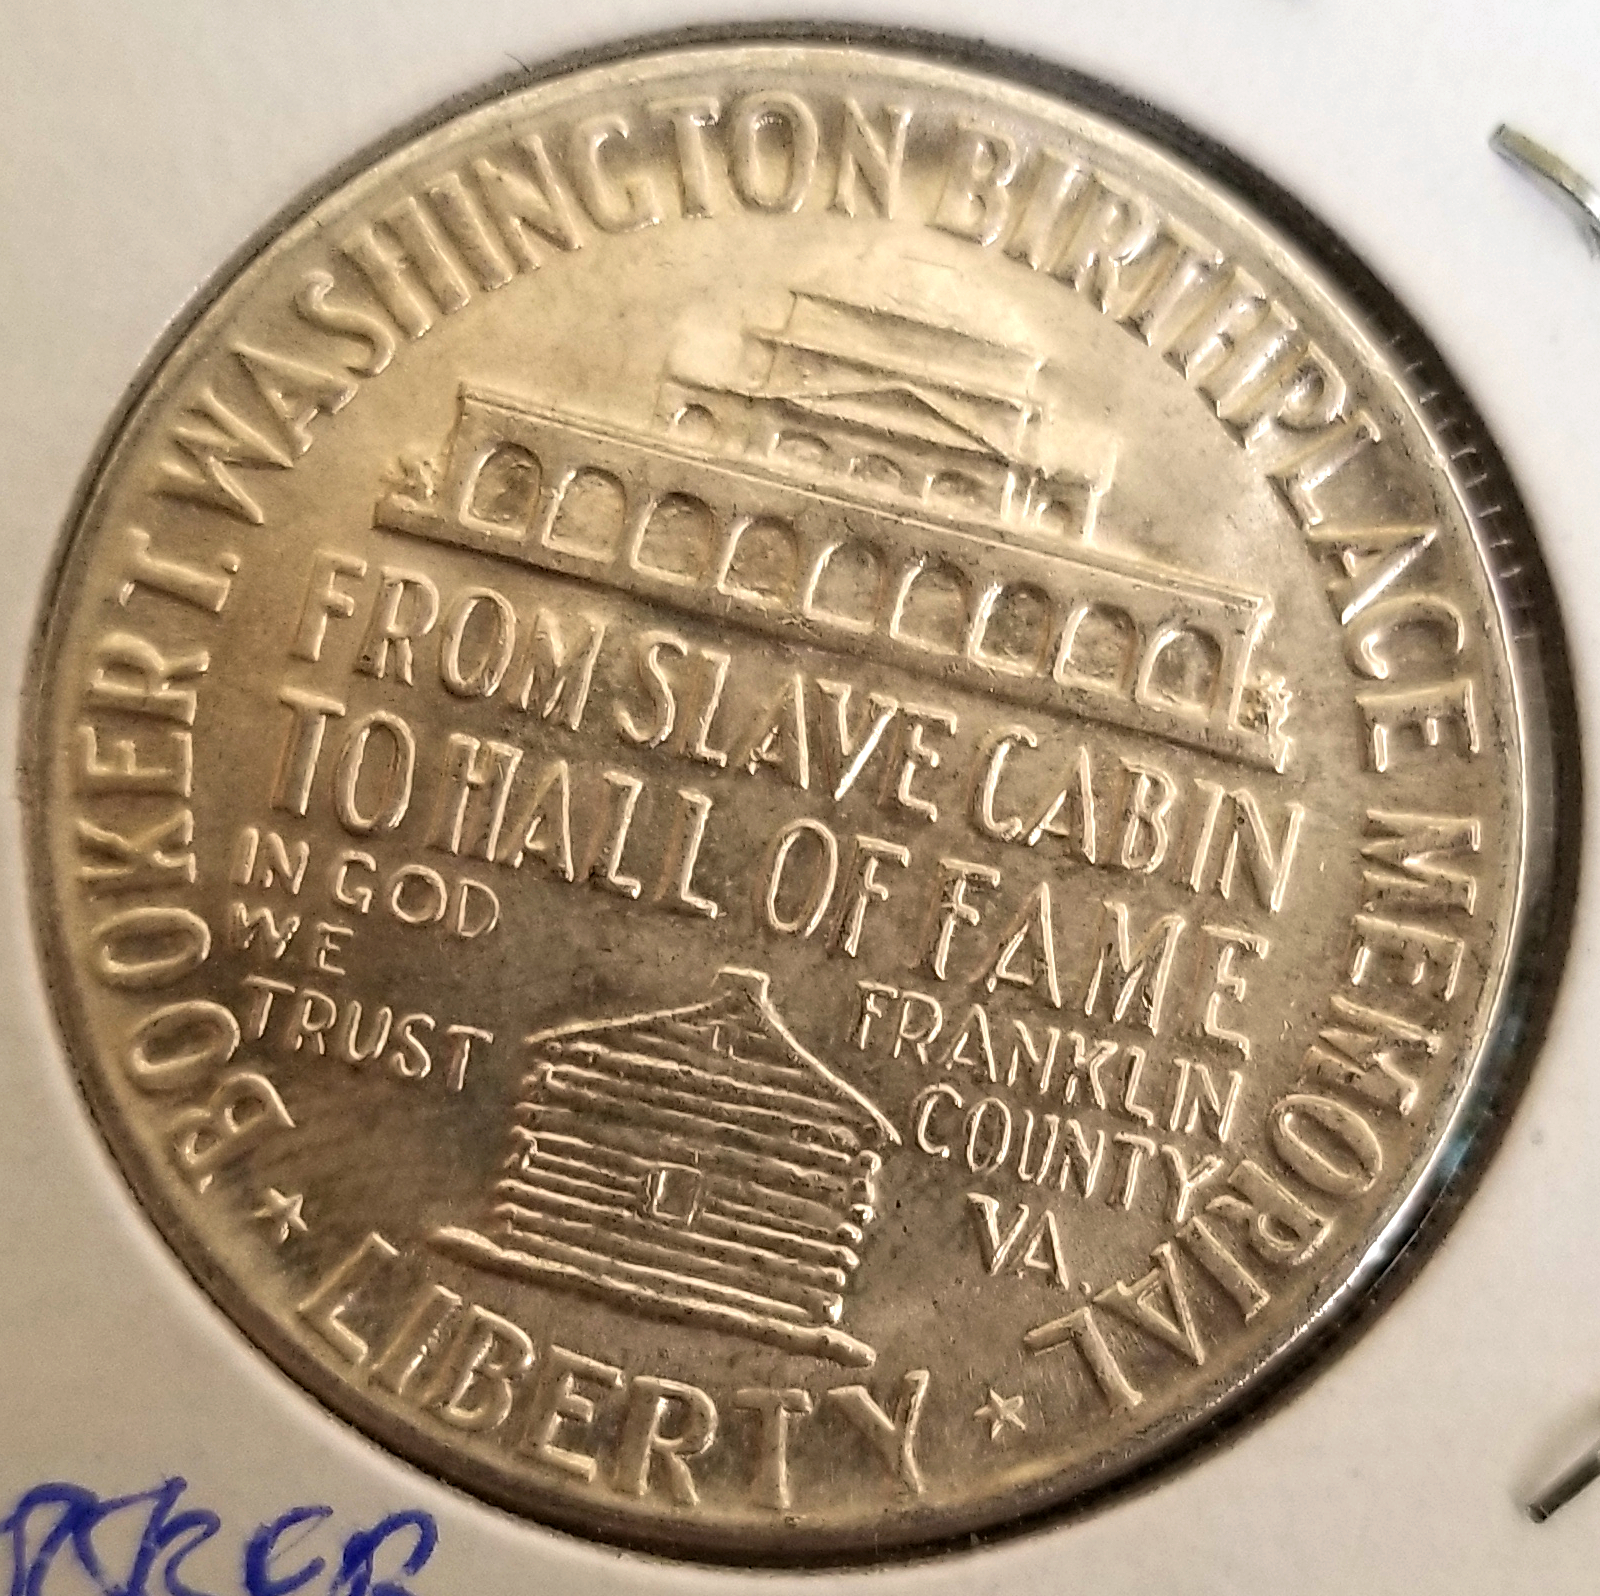 BOOKER T. WASHINGTON BIRTHPLACE MEMORIAL
FROM SLAVE CABIN
TO HALL OF FAME
IN GOD
WE
TRUST
FRANKLIN
COUNTY
VA.
★ LIBERTY ★